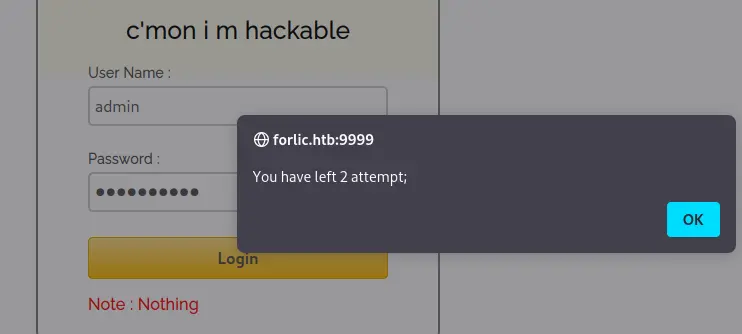 c'mon i m hackable
User Name :
admin
forlic.htb:9999
You have left 2 attempt;
OK
Password :
Login
Note : Nothing